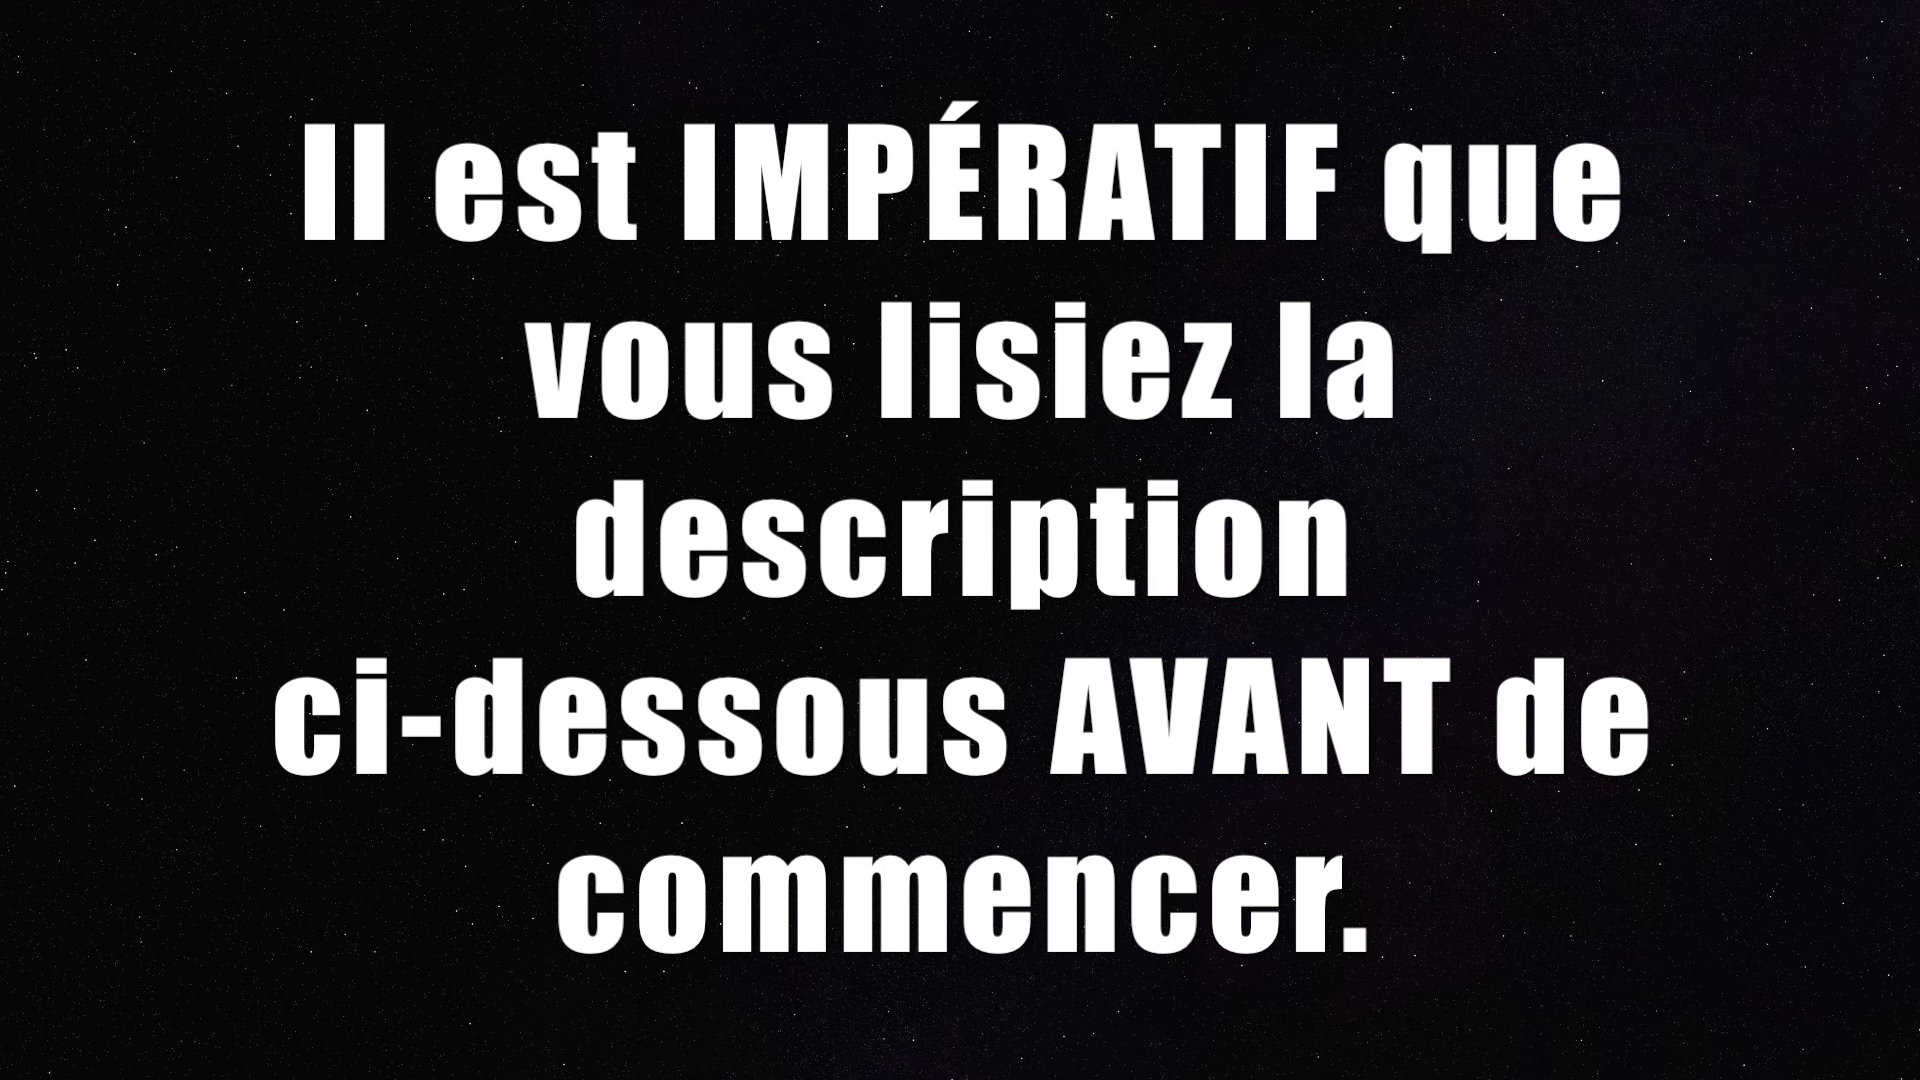 Il est IMPÉRATIF que
vous lisiez la
description
ci-dessous AVANT de
commencer.